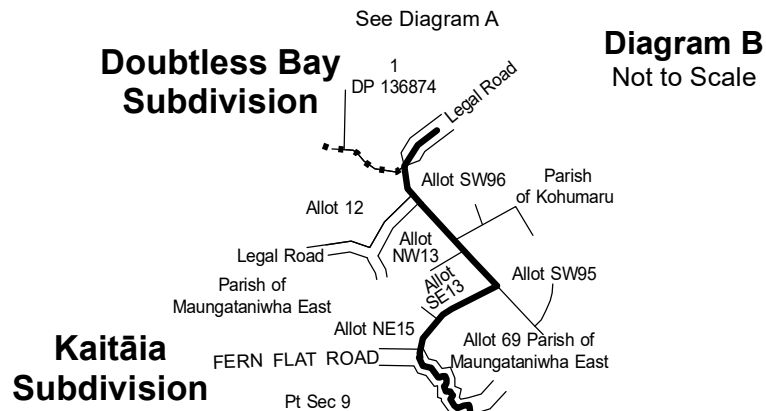 See Diagram A
Diagram B
Not to Scale
Doubtless Bay
Subdivision
1
DP 136874
Legal Road
Allot SW96
Parish
of Kohumaru
Allot 12
Legal Road
Allot
NW13
Allot
SE13
Allot SW95
Parish of
Maungataniwha East
Allot NE15
Allot 69 Parish of
Maungataniwha East
Kaitāia
Subdivision
FERN FLAT ROAD
Pt Sec 9